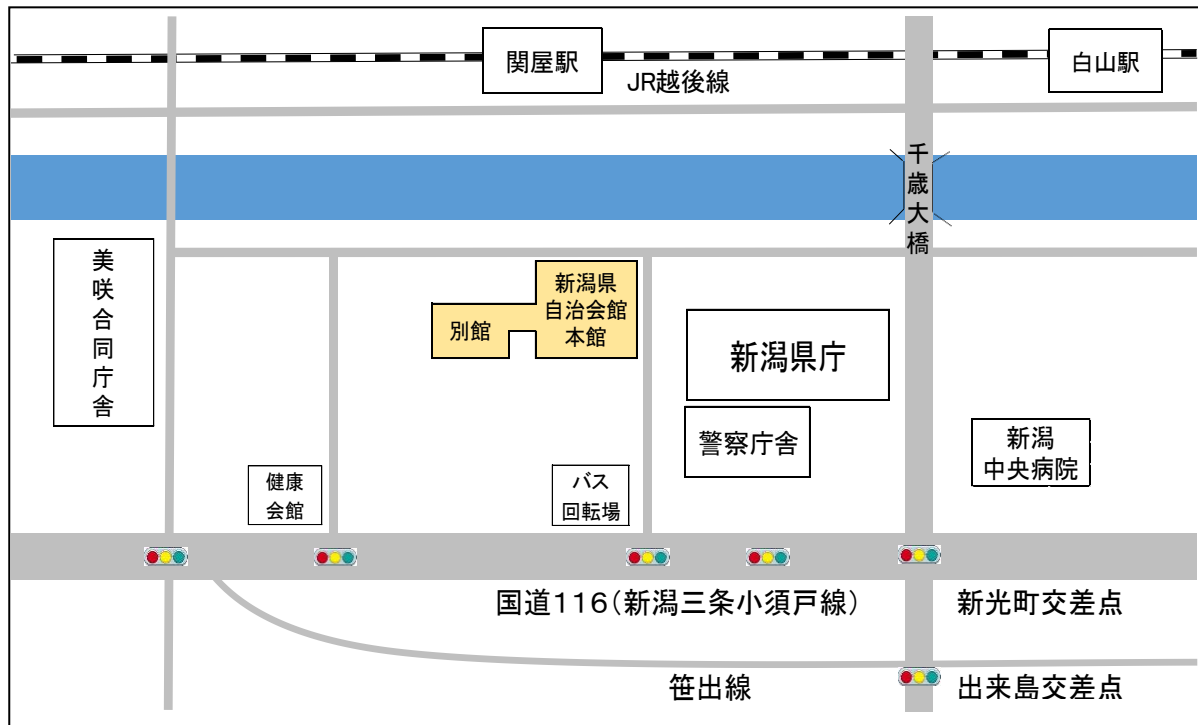 関屋駅
白山駅
JR越後線
千歳大橋
美咲合同庁舎
新潟県
自治会館
本館
別館
新潟県庁
警察庁舎
新潟
中央病院
健康
会館
バス
回転場
国道116(新潟三条小須戸線)
新光町交差点
笹出線
出来島交差点